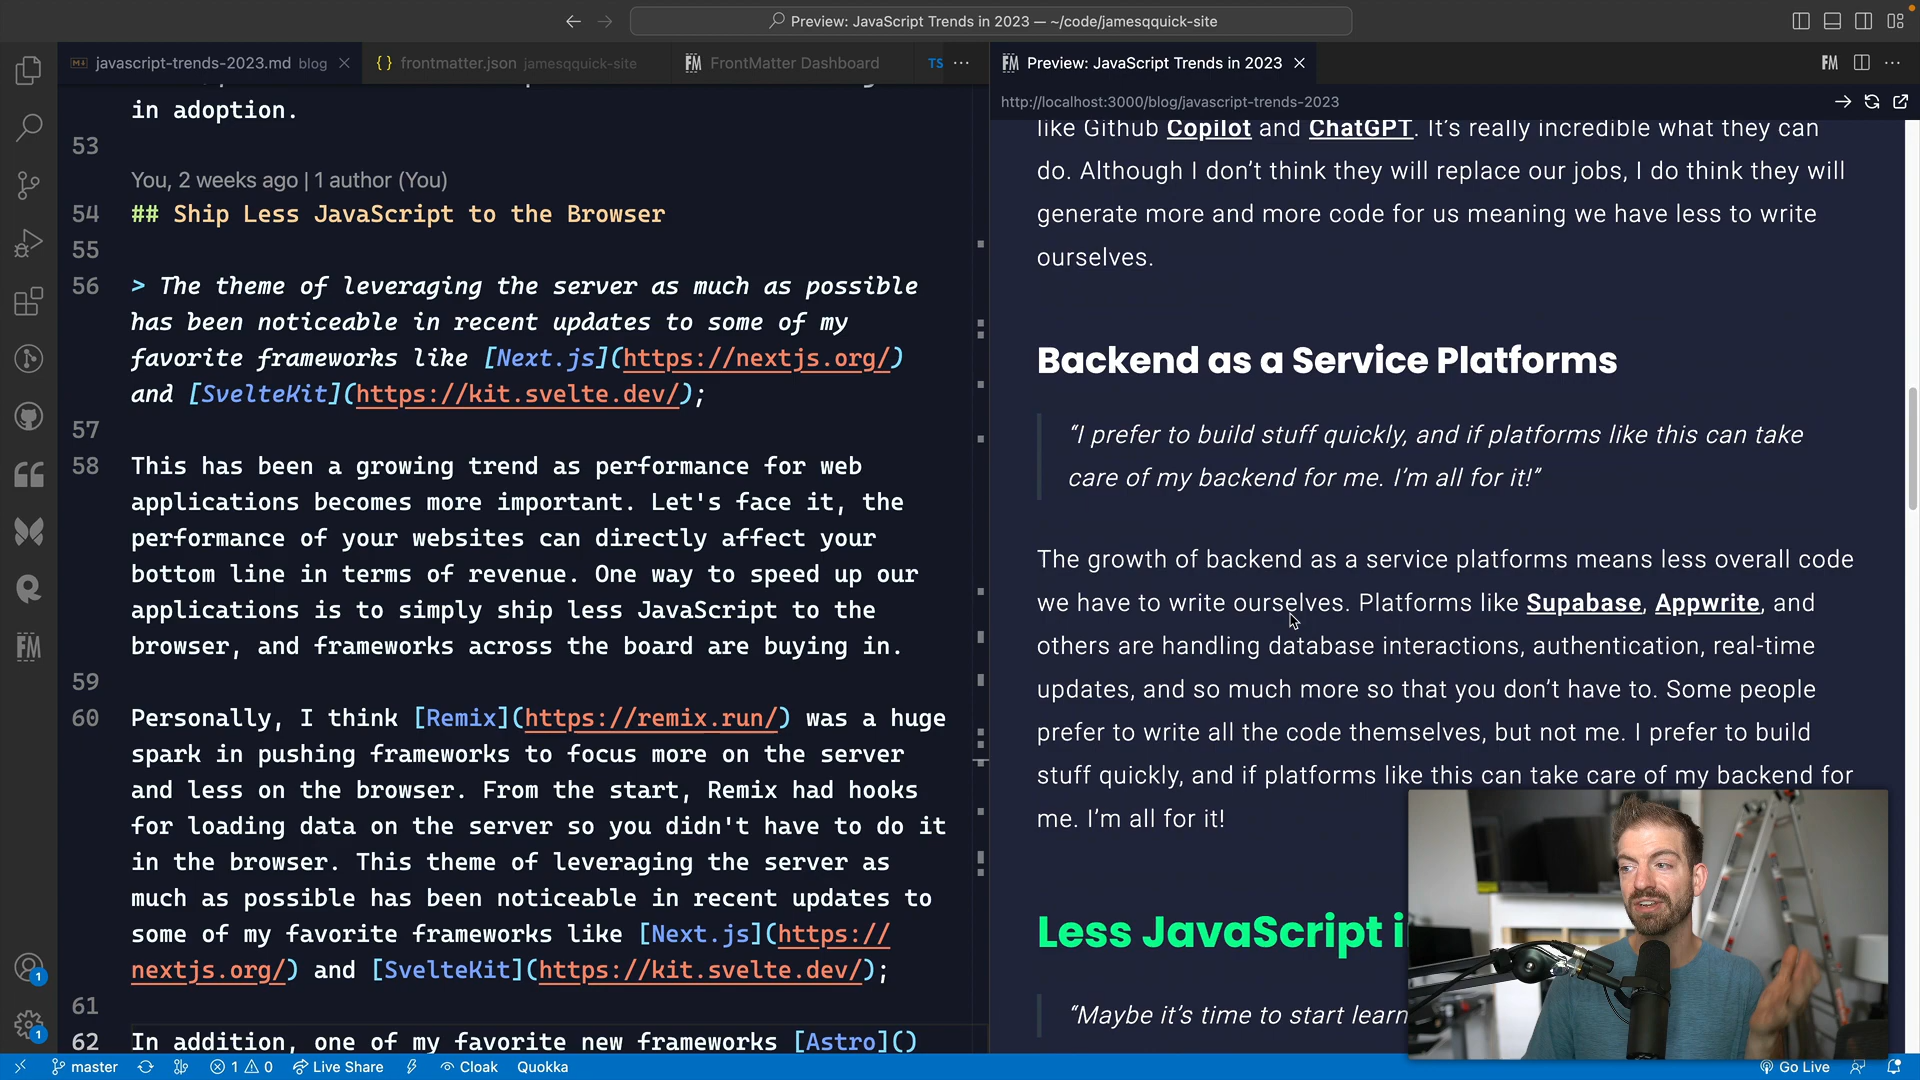 Preview: JavaScript Trends in 2023 — ~/code/jamesqquick-site
javascript-trends-2023.md blog
frontmatter.json jamesqquick-site
FM FrontMatter Dashboard
TS
in adoption.
53
You, 2 weeks ago | 1 author (You)
54 ## Ship Less JavaScript to the Browser
55
56 > The theme of leveraging the server as much as possible
has been noticeable in recent updates to some of my
favorite frameworks like [Next.js](https://nextjs.org/)
and [SvelteKit](https://kit.svelte.dev/);
57
58 This has been a growing trend as performance for web
applications becomes more important. Let's face it, the
performance of your websites can directly affect your
bottom line in terms of revenue. One way to speed up our
applications is to simply ship less JavaScript to the
browser, and frameworks across the board are buying in.
59
60 Personally, I think [Remix](https://remix.run/) was a huge
spark in pushing frameworks to focus more on the server
and less on the browser. From the start, Remix had hooks
for loading data on the server so you didn't have to do it
in the browser. This theme of leveraging the server as
much as possible has been noticeable in recent updates to
some of my favorite frameworks like [Next.js](https://
nextjs.org/) and [SvelteKit](https://kit.svelte.dev/);
61
62 In addition, one of my favorite new frameworks [Astro]()
FM Preview: JavaScript Trends in 2023
FM
http://localhost:3000/blog/javascript-trends-2023
like Github Copilot and ChatGPT. It’s really incredible what they can
do. Although I don’t think they will replace our jobs, I do think they will
generate more and more code for us meaning we have less to write
ourselves.
Backend as a Service Platforms
“I prefer to build stuff quickly, and if platforms like this can take
care of my backend for me. I’m all for it!”
The growth of backend as a service platforms means less overall code
we have to write ourselves. Platforms like Supabase, Appwrite, and
others are handling database interactions, authentication, real-time
updates, and so much more so that you don’t have to. Some people
prefer to write all the code themselves, but not me. I prefer to build
stuff quickly, and if platforms like this can take care of my backend for
me. I’m all for it!
Less JavaScript i
“Maybe it’s time to start learn
FM
1
1
master 1 0 Live Share Cloak Quokka
Go Live